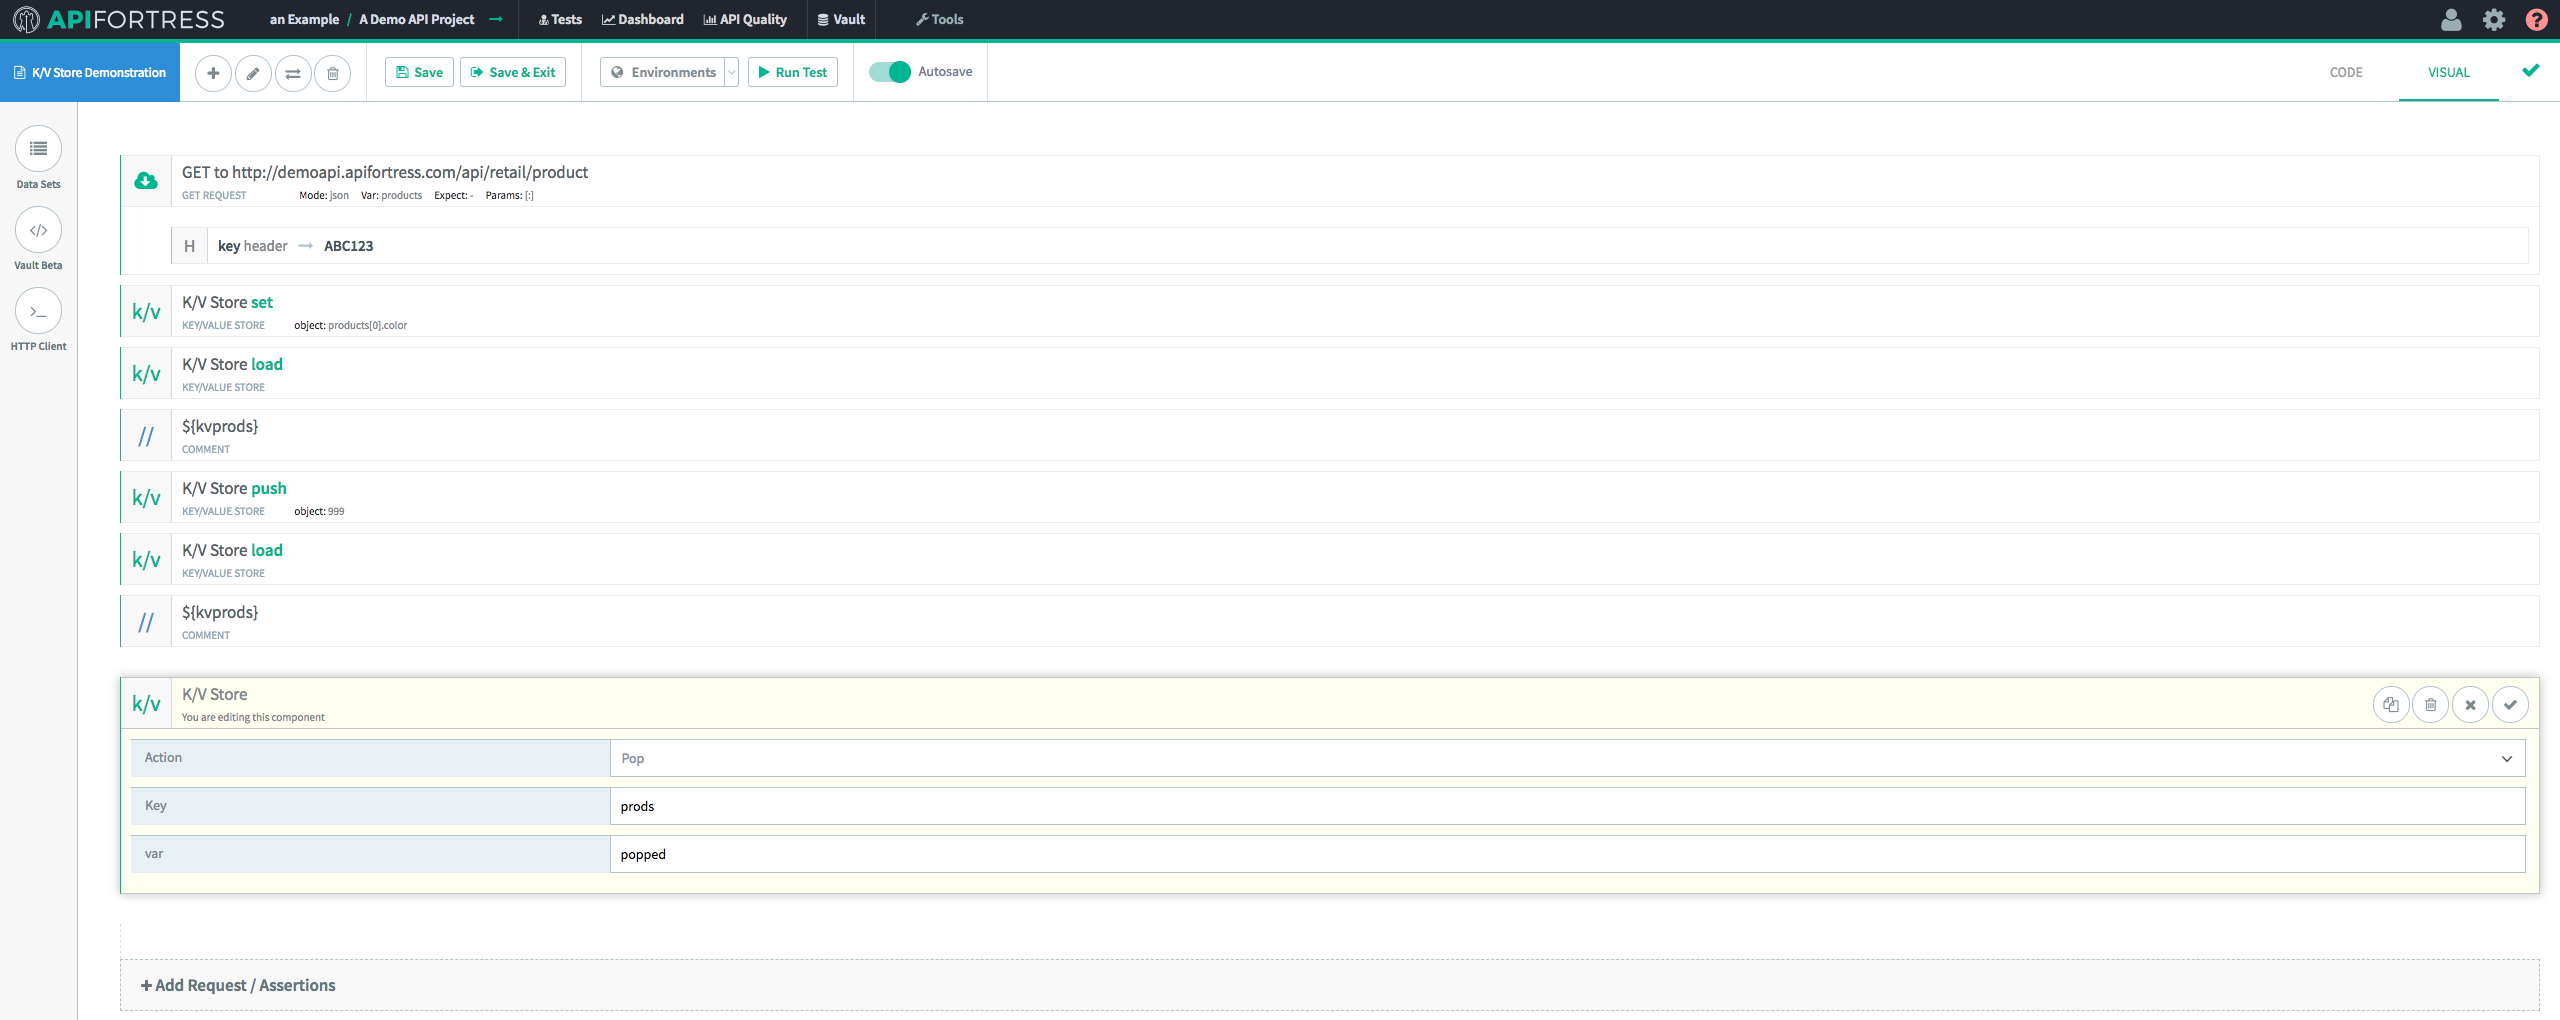 APIFORTRESS an Example / A Demo API Project → Tests Dashboard API Quality Vault Tools ?
K/V Store Demonstration Save Save & Exit Environments Run Test Autosave CODE VISUAL
Data Sets
</>
Vault Beta
>_
HTTP Client
GET to http://demoapi.apifortress.com/api/retail/product
GET REQUEST Mode: json Var: products Expect: - Params: [:]
H key header → ABC123
k/v K/V Store set
KEY/VALUE STORE object: products[0].color
k/v K/V Store load
KEY/VALUE STORE
// ${kvprods}
COMMENT
k/v K/V Store push
KEY/VALUE STORE object: 999
k/v K/V Store load
KEY/VALUE STORE
// ${kvprods}
COMMENT
k/v K/V Store
You are editing this component
Action Pop
Key prods
var popped
+ Add Request / Assertions